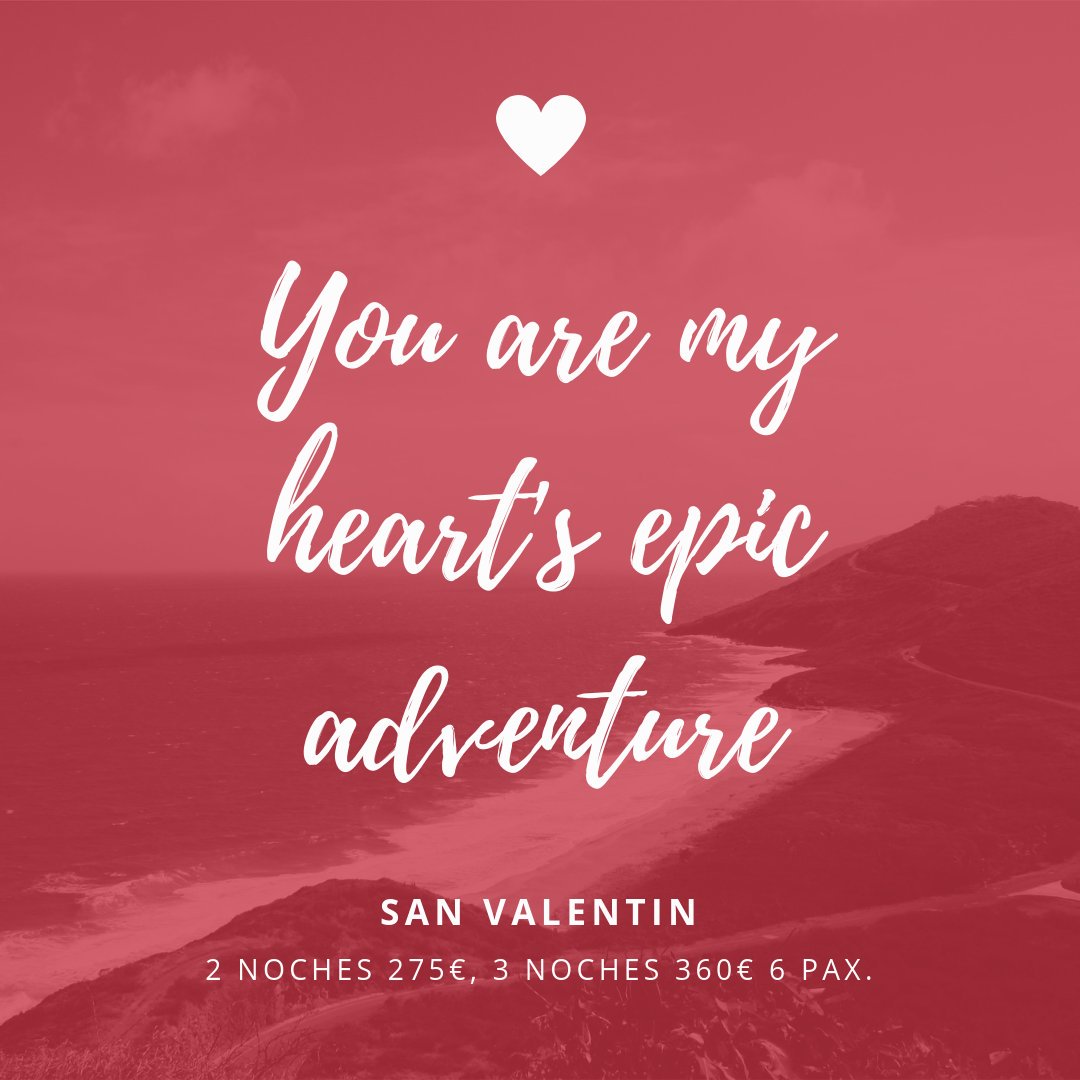 You are my
heart's epic
adventure
SAN VALENTIN
2 NOCHES 275€, 3 NOCHES 360€ 6 PAX.